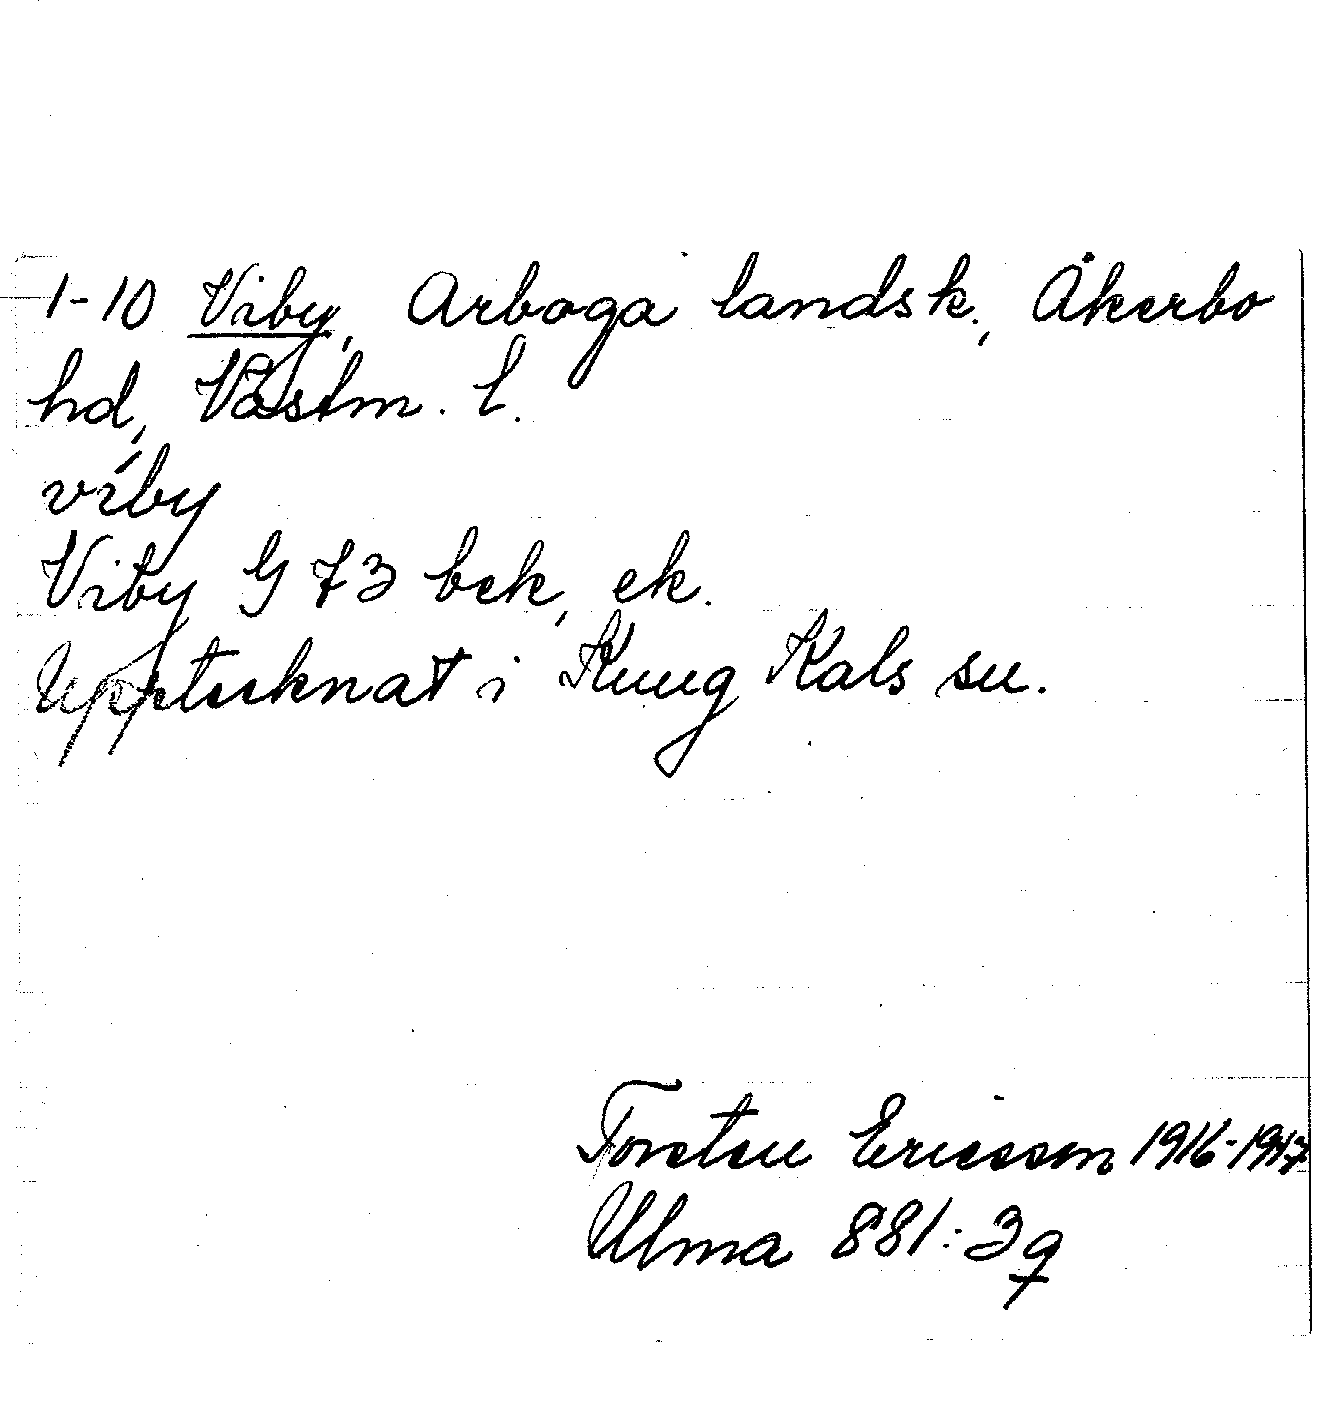 1-10 Viby, Arboga landsk., Åkerbo
hd, Västm. l.
víby
Viby G 73 bek, ek.
Upptecknat i Kung Kals sn.
Torsten Ericsson 1916-1917
Ulma 881:3q